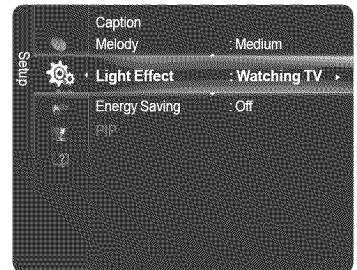 Setup
Caption
Melody : Medium
Light Effect : Watching TV
Energy Saving : Off
PIP